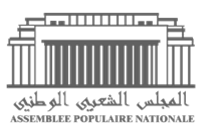 المجلس الشعبي الوطني
ASSEMBLEE POPULAIRE NATIONALE